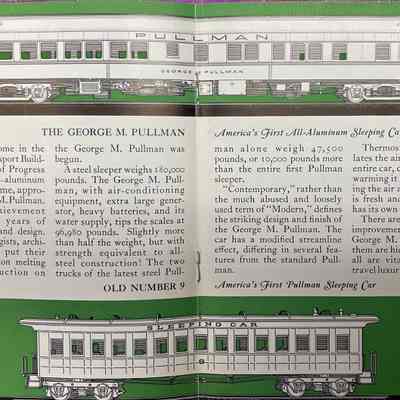 PULLMAN
GEORGE M. PULLMAN
THE GEORGE M. PULLMAN
America's First All-Aluminum Sleeping Car
ome in the
sport Build-
of Progress
-aluminum
ame, appro-
M. Pullman.
hievement
years of
and design.
gists, archi-
put their
on melting
uction on
the George M. Pullman was
begun.
A steel sleeper weighs 180,000
pounds. The George M. Pull-
man, with air-conditioning
equipment, extra large gener-
ator, heavy batteries, and its
water supply, tips the scales at
96,980 pounds. Slightly more
than half the weight, but with
strength equivalent to all-
steel construction! The two
trucks of the latest steel Pull-
man alone weigh 47,500
pounds, or 10,000 pounds more
than the entire first Pullman
sleeper.
"Contemporary," rather than
the much abused and loosely
used term of "Modern," defines
the striking design and finish of
the George M. Pullman. The car
has a modified streamline
effect, differing in several fea-
tures from the standard Pull-
man.
Thermos
lates the air
entire car, c
it warm
ing the air a
is fresh and
has its own
There are
improvemen
them are hid
all are vita
travel luxur
OLD NUMBER 9
America's First Pullman Sleeping Car
SLEEPING CAR
9